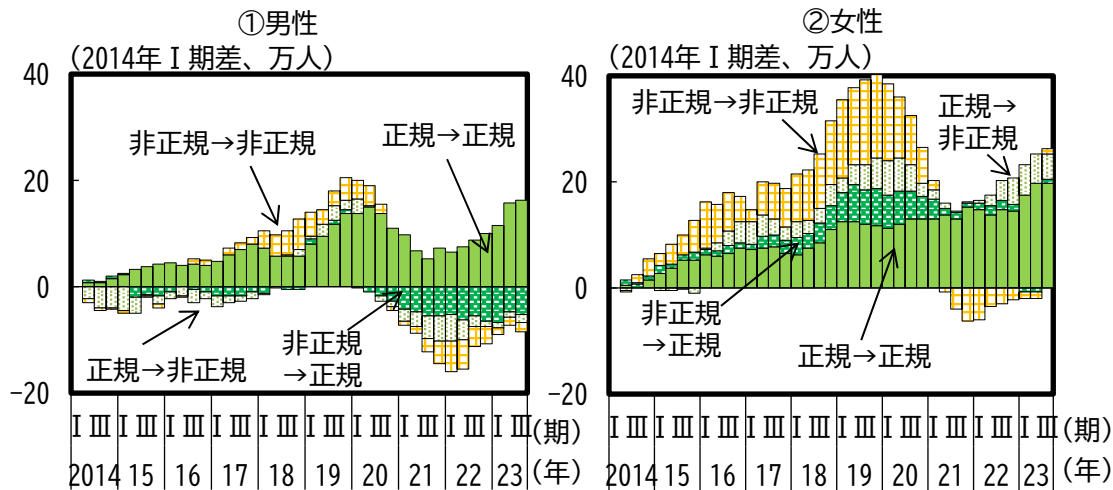 ①男性
(2014年Ⅰ期差、万人)
40
20
0
-20
非正規→非正規
正規→正規
正規→非正規
非正規
→正規
Ⅰ Ⅲ Ⅰ Ⅲ Ⅰ Ⅲ Ⅰ Ⅲ Ⅰ Ⅲ Ⅰ Ⅲ Ⅰ Ⅲ Ⅰ Ⅲ Ⅰ Ⅲ Ⅰ Ⅲ (期)
2014 15 16 17 18 19 20 21 22 23 (年)
②女性
(2014年Ⅰ期差、万人)
40
20
0
-20
非正規→非正規
正規→
非正規
非正規
→正規
正規→正規
Ⅰ Ⅲ Ⅰ Ⅲ Ⅰ Ⅲ Ⅰ Ⅲ Ⅰ Ⅲ Ⅰ Ⅲ Ⅰ Ⅲ Ⅰ Ⅲ Ⅰ Ⅲ Ⅰ Ⅲ (期)
2014 15 16 17 18 19 20 21 22 23 (年)